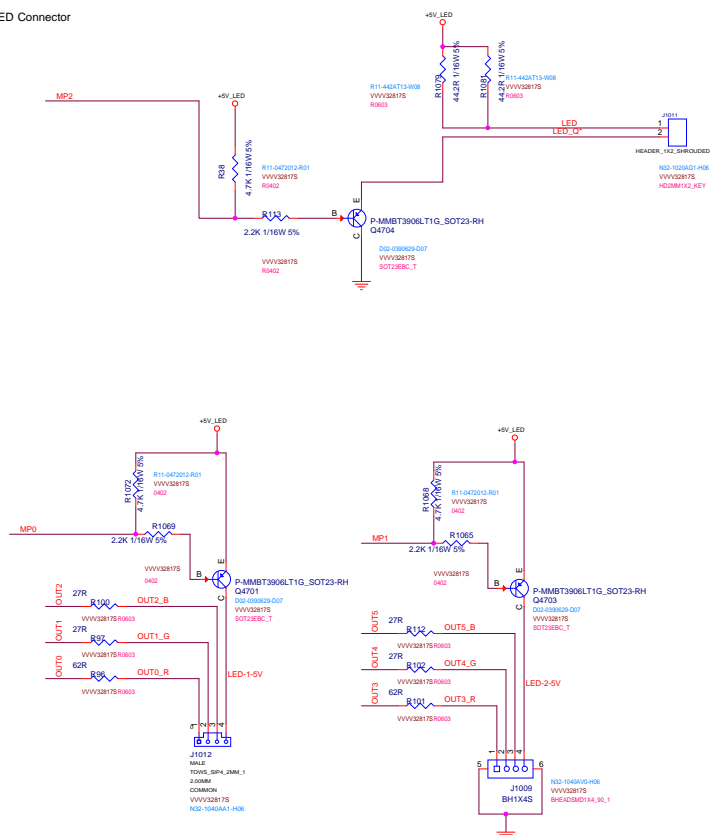 ED Connector
+5V_LED
R1079
44.2R 1/16W 5%
R11-442AT13-W08
VVVV32817S
R0603
R1081
44.2R 1/16W 5%
R11-442AT13-W08
VVVV32817S
R0603
MP2
+5V_LED
R38
4.7K 1/16W 5%
R11-0472012-R01
VVVV32817S
R0402
R113
2.2K 1/16W 5%
VVVV32817S
R0402
B
E
C
P-MMBT3906LT1G_SOT23-RH
Q4704
D02-0390629-D07
VVVV32817S
SOT23EBC_T
LED
LED_Q*
1
2
J1011
HEADER_1X2_SHROUDED
N32-1020AG1-H06
VVVV32817S
HD2MM1X2_KEY
+5V_LED
R1072
4.7K 1/16W 5%
R11-0472012-R01
VVVV32817S
0402
MP0
R1069
2.2K 1/16W 5%
VVVV32817S
0402
B
E
C
P-MMBT3906LT1G_SOT23-RH
Q4701
D02-0390629-D07
VVVV32817S
SOT23EBC_T
OUT2
27R
R100
OUT2_B
VVVV32817S R0603
OUT1
27R
R97
OUT1_G
VVVV32817S R0603
OUT0
62R
R96
OUT0_R
VVVV32817S R0603
LED-1-5V
1
2
3
4
J1012
MALE
TOWS_SIP4_2MM_1
2.00MM
COMMON
VVVV32817S
N32-1040AA1-H06
+5V_LED
R1068
4.7K 1/16W 5%
R11-0472012-R01
VVVV32817S
0402
MP1
R1065
2.2K 1/16W 5%
VVVV32817S
0402
B
E
C
P-MMBT3906LT1G_SOT23-RH
Q4703
D02-0390629-D07
VVVV32817S
SOT23EBC_T
OUT5
27R
R112
OUT5_B
VVVV32817S R0603
OUT4
27R
R102
OUT4_G
VVVV32817S R0603
OUT3
62R
R101
OUT3_R
VVVV32817S R0603
LED-2-5V
1
2
3
4
5
6
J1009
BH1X4S
N32-1040AV0-H06
VVVV32817S
BHEADSMD1X4_90_1